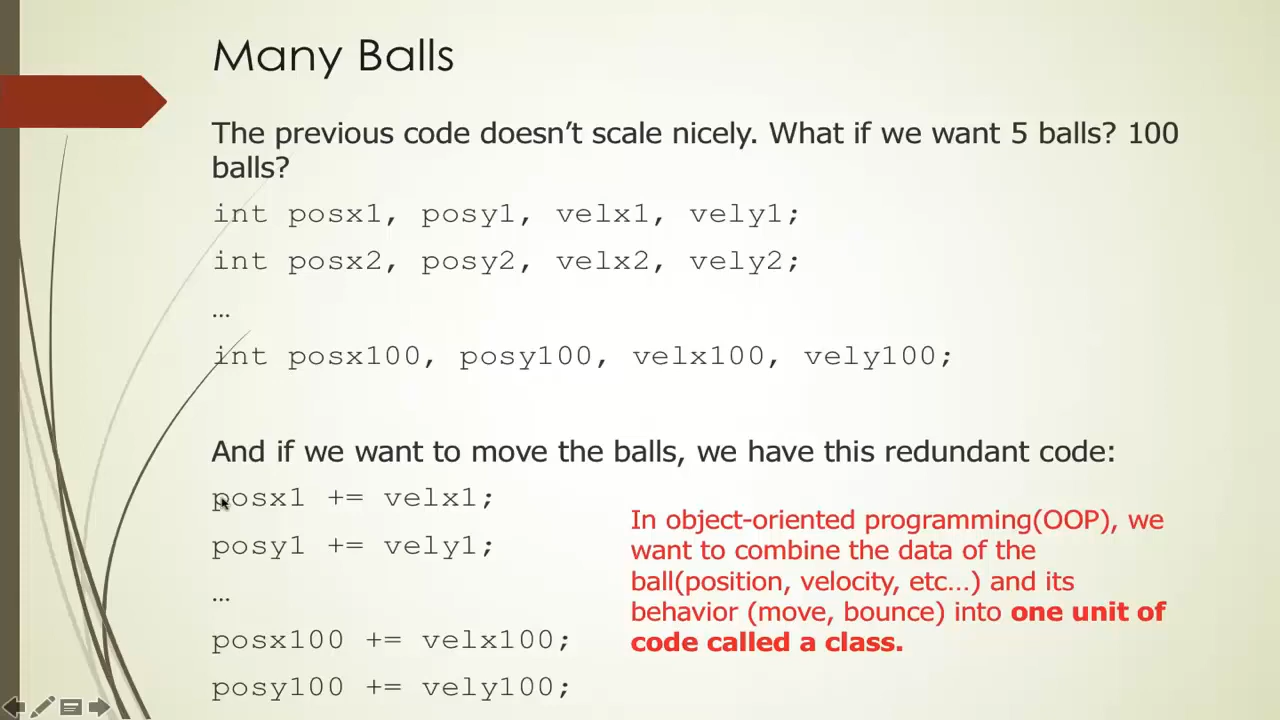 Many Balls
The previous code doesn't scale nicely. What if we want 5 balls? 100
balls?
int posx1, posy1, velx1, vely1;
int posx2, posy2, velx2, vely2;
…
int posx100, posy100, velx100, vely100;
And if we want to move the balls, we have this redundant code:
posx1 += velx1;
posy1 += vely1;
…
posx100 += velx100;
posy100 += vely100;
In object-oriented programming(OOP), we
want to combine the data of the
ball(position, velocity, etc…) and its
behavior (move, bounce) into one unit of
code called a class.